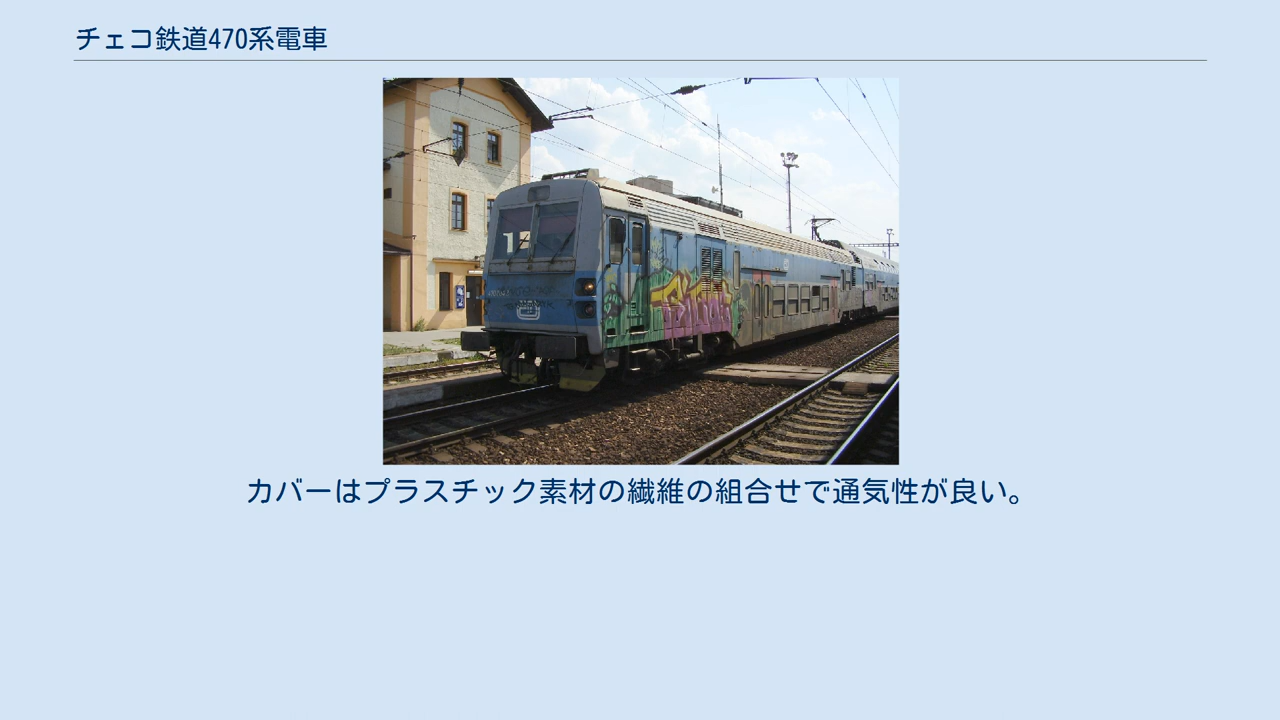 チェコ鉄道470系電車
1
カバーはプラスチック素材の繊維の組合せで通気性が良い。